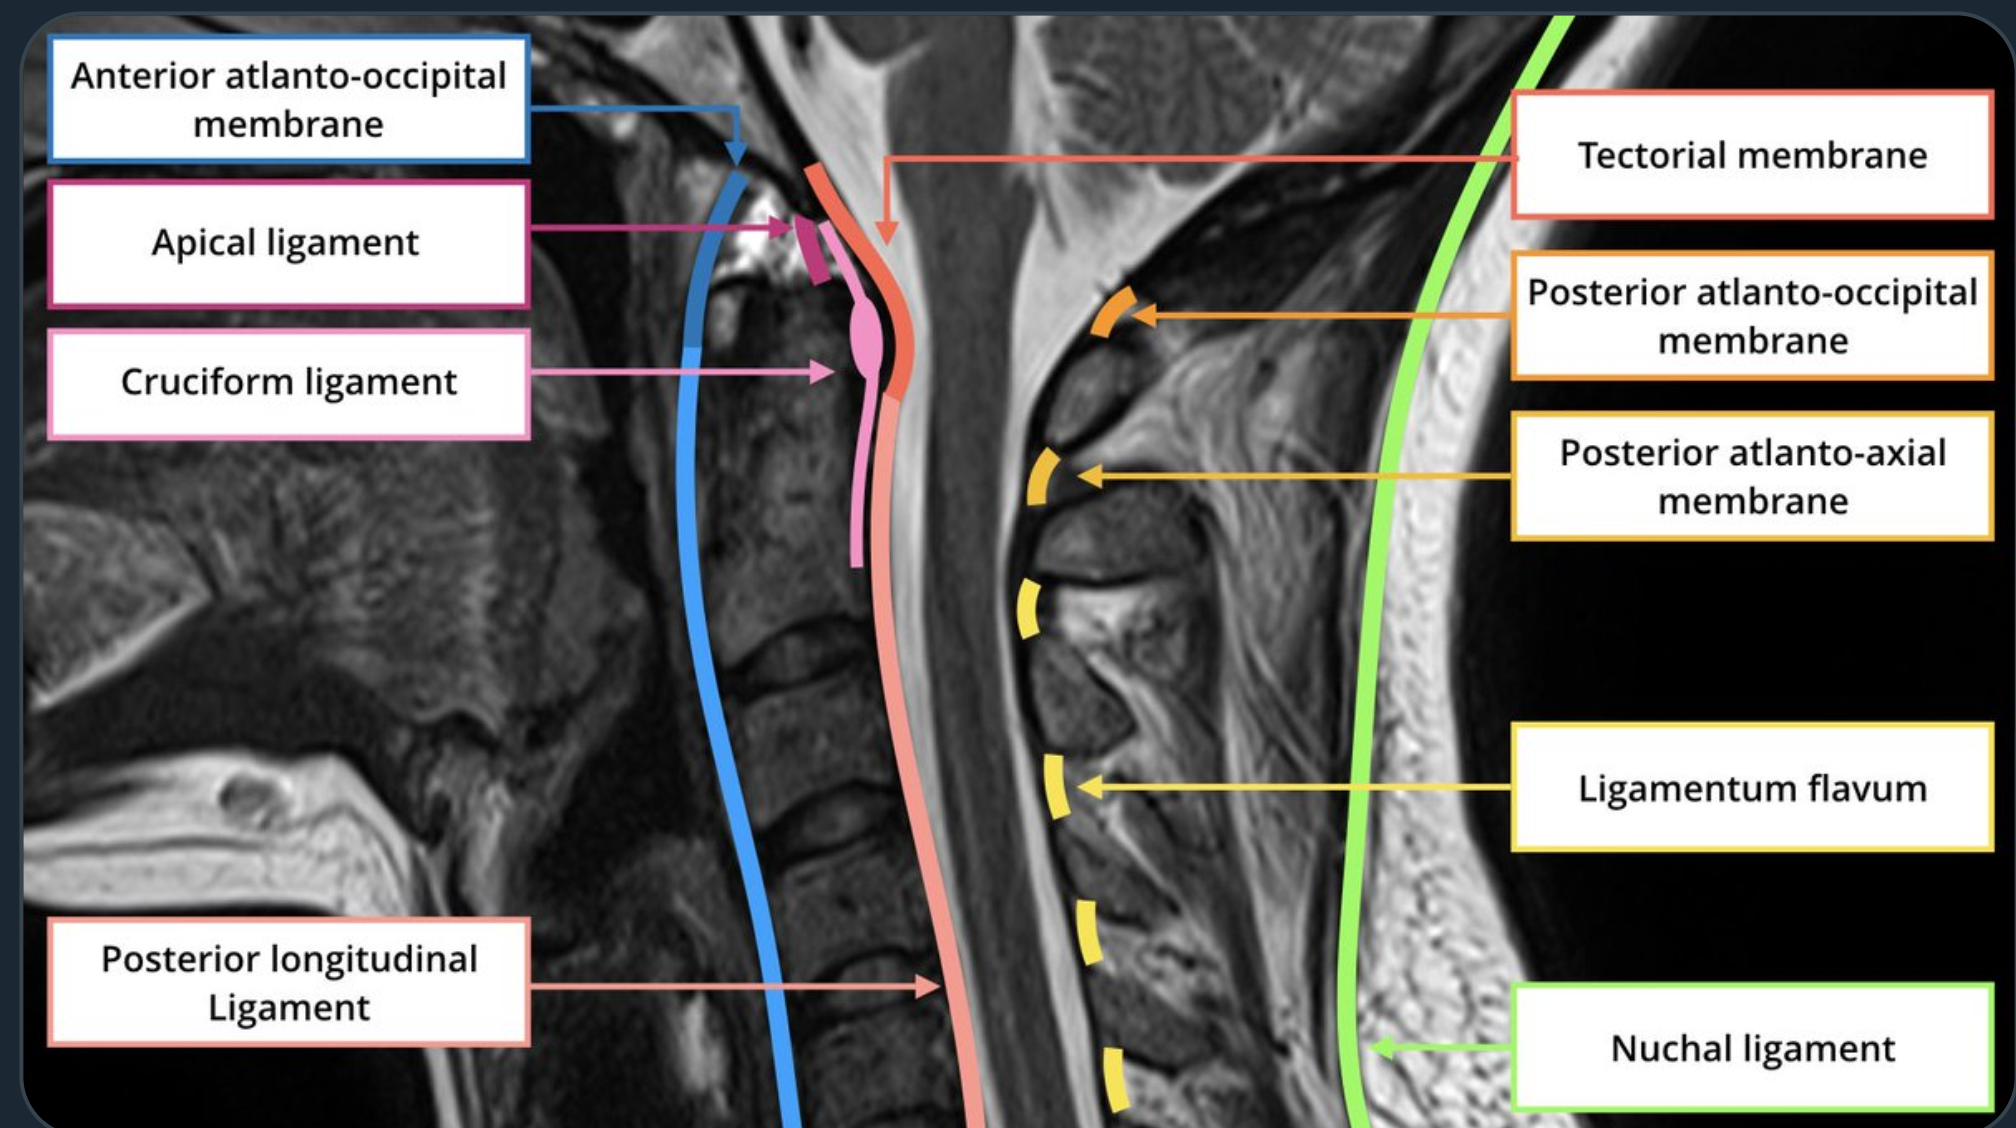 Anterior atlanto-occipital
membrane
Apical ligament
Cruciform ligament
Posterior longitudinal
Ligament
Tectorial membrane
Posterior atlanto-occipital
membrane
Posterior atlanto-axial
membrane
Ligamentum flavum
Nuchal ligament